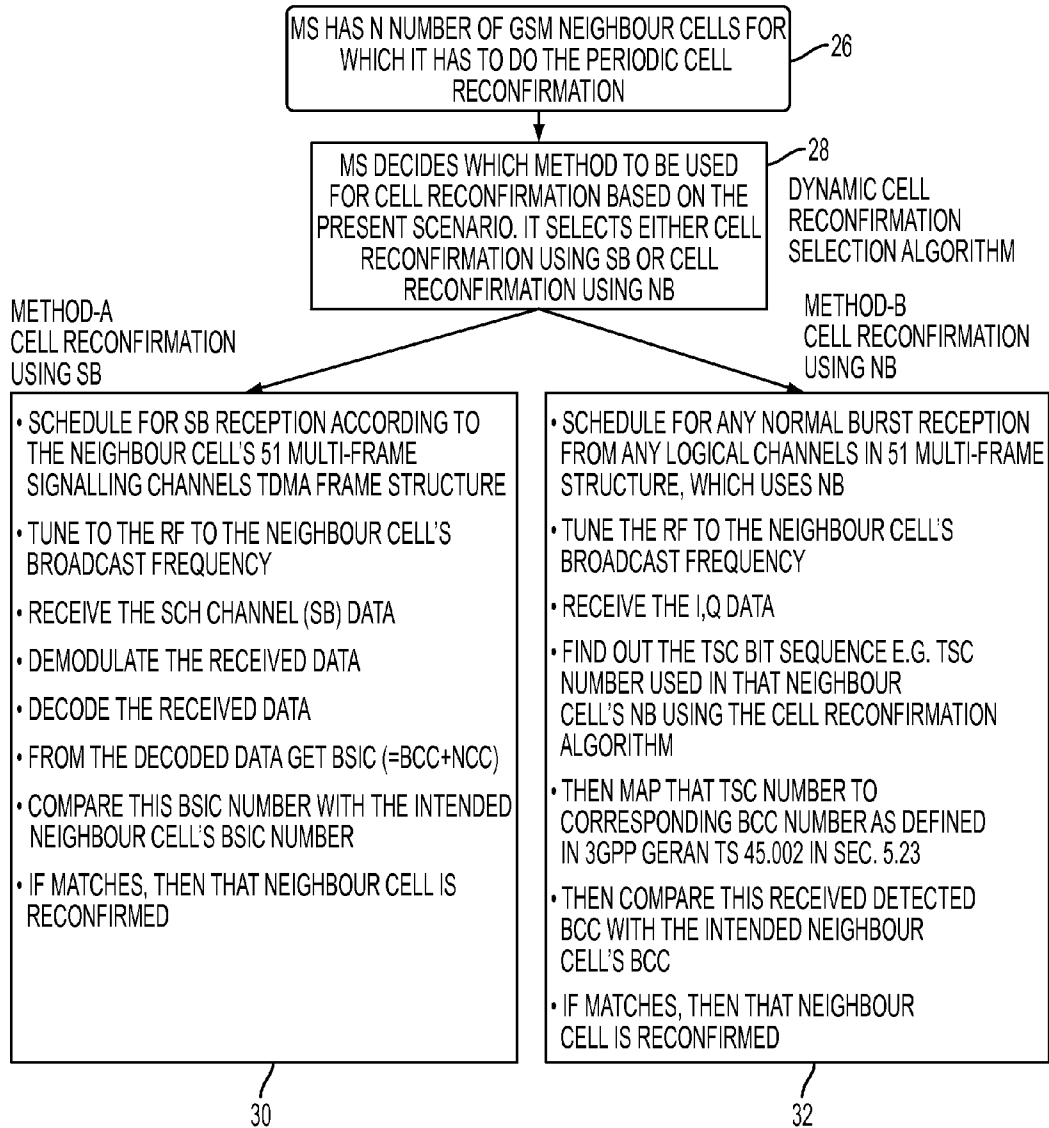 MS HAS N NUMBER OF GSM NEIGHBOUR CELLS FOR
WHICH IT HAS TO DO THE PERIODIC CELL
RECONFIRMATION
26
MS DECIDES WHICH METHOD TO BE USED
FOR CELL RECONFIRMATION BASED ON THE
PRESENT SCENARIO. IT SELECTS EITHER CELL
RECONFIRMATION USING SB OR CELL
RECONFIRMATION USING NB
28
DYNAMIC CELL
RECONFIRMATION
SELECTION ALGORITHM
METHOD-A
CELL RECONFIRMATION
USING SB
METHOD-B
CELL RECONFIRMATION
USING NB
• SCHEDULE FOR SB RECEPTION ACCORDING TO
THE NEIGHBOUR CELL'S 51 MULTI-FRAME
SIGNALLING CHANNELS TDMA FRAME STRUCTURE
• TUNE TO THE RF TO THE NEIGHBOUR CELL'S
BROADCAST FREQUENCY
• RECEIVE THE SCH CHANNEL (SB) DATA
• DEMODULATE THE RECEIVED DATA
• DECODE THE RECEIVED DATA
• FROM THE DECODED DATA GET BSIC (=BCC+NCC)
• COMPARE THIS BSIC NUMBER WITH THE INTENDED
NEIGHBOUR CELL'S BSIC NUMBER
• IF MATCHES, THEN THAT NEIGHBOUR CELL IS
RECONFIRMED
30
• SCHEDULE FOR ANY NORMAL BURST RECEPTION
FROM ANY LOGICAL CHANNELS IN 51 MULTI-FRAME
STRUCTURE, WHICH USES NB
• TUNE THE RF TO THE NEIGHBOUR CELL'S
BROADCAST FREQUENCY
• RECEIVE THE I,Q DATA
• FIND OUT THE TSC BIT SEQUENCE E.G. TSC
NUMBER USED IN THAT NEIGHBOUR
CELL'S NB USING THE CELL RECONFIRMATION
ALGORITHM
• THEN MAP THAT TSC NUMBER TO
CORRESPONDING BCC NUMBER AS DEFINED
IN 3GPP GERAN TS 45.002 IN SEC. 5.23
• THEN COMPARE THIS RECEIVED DETECTED
BCC WITH THE INTENDED NEIGHBOUR
CELL'S BCC
• IF MATCHES, THEN THAT NEIGHBOUR
CELL IS RECONFIRMED
32